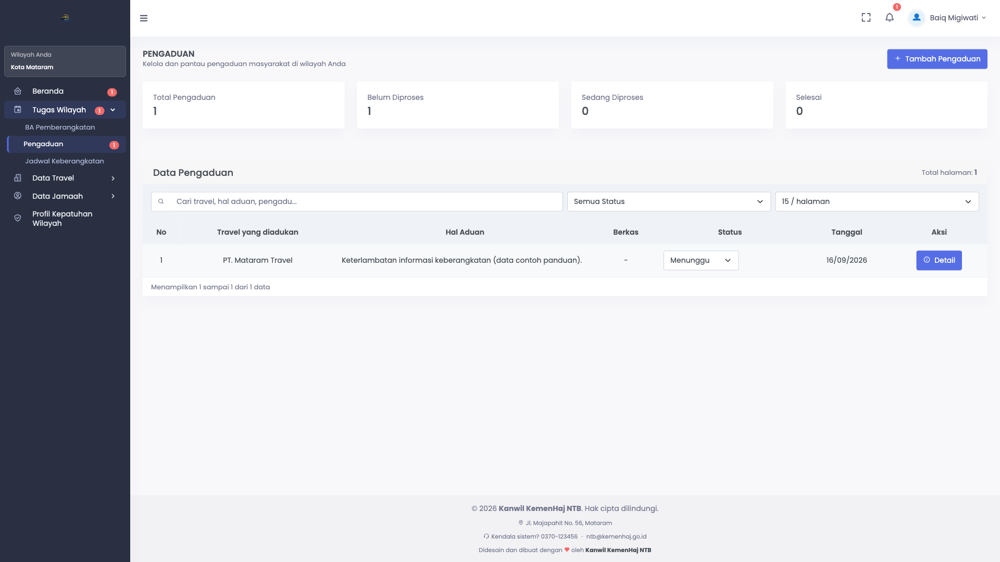 1
Baiq Migiwati
Wilayah Anda
Kota Mataram
Beranda 1
Tugas Wilayah 1
BA Pemberangkatan
Pengaduan 1
Jadwal Keberangkatan
Data Travel
Data Jamaah
Profil Kepatuhan
Wilayah
PENGADUAN
Kelola dan pantau pengaduan masyarakat di wilayah Anda
+ Tambah Pengaduan
Total Pengaduan
1
Belum Diproses
1
Sedang Diproses
0
Selesai
0
Data Pengaduan
Total halaman: 1
Cari travel, hal aduan, pengadu...
Semua Status
15 / halaman
No Travel yang diadukan Hal Aduan Berkas Status Tanggal Aksi
1 PT. Mataram Travel Keterlambatan informasi keberangkatan (data contoh panduan). - Menunggu 16/09/2026 Detail
Menampilkan 1 sampai 1 dari 1 data
© 2026 Kanwil KemenHaj NTB. Hak cipta dilindungi.
Jl. Majapahit No. 56, Mataram
Kendala sistem? 0370-123456 · ntb@kemenhaj.go.id
Didesain dan dibuat dengan ❤ oleh Kanwil KemenHaj NTB